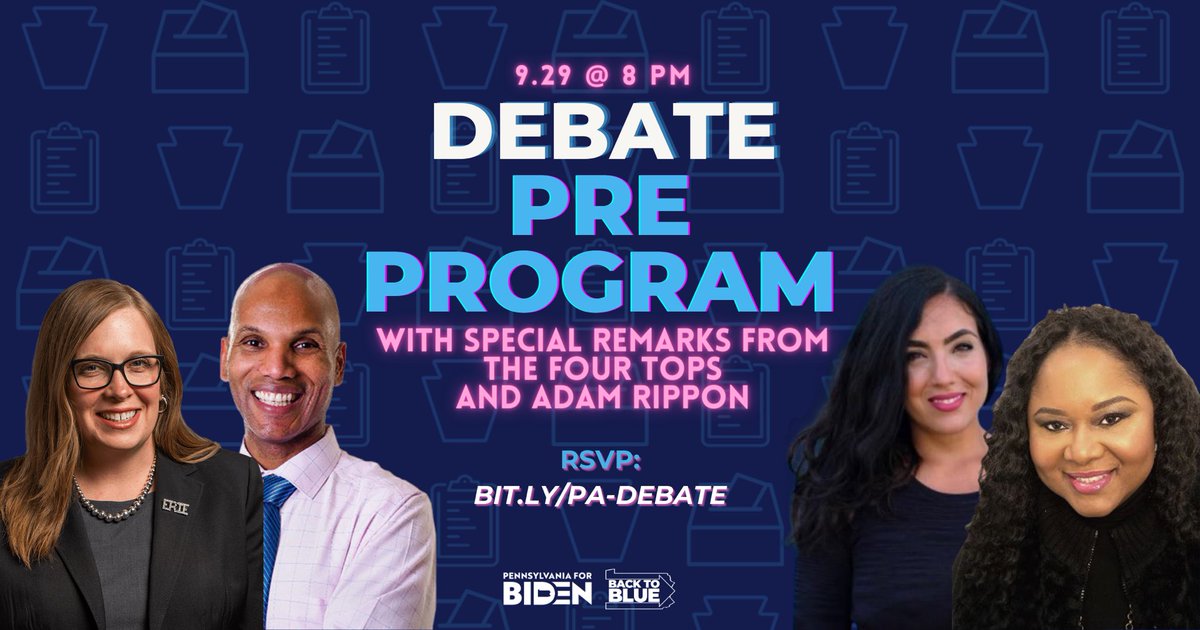 9.29 @ 8 PM
DEBATE
PRE
PROGRAM
WITH SPECIAL REMARKS FROM
THE FOUR TOPS
AND ADAM RIPPON
RSVP:
BIT.LY/PA-DEBATE
ERIE
PENNSYLVANIA FOR
BIDEN
BACK TO
BLUE